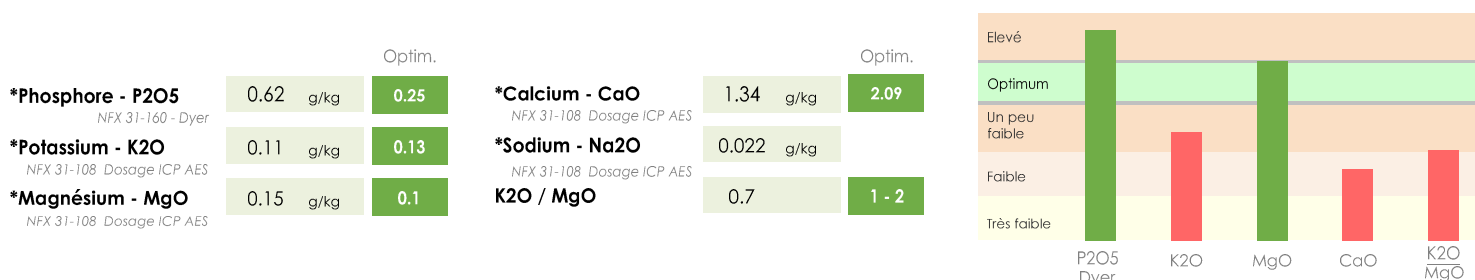 Optim.
*Phosphore - P2O5 0.62 g/kg 0.25
NFX 31-160 - Dyer
*Potassium - K2O 0.11 g/kg 0.13
NFX 31-108 Dosage ICP AES
*Magnésium - MgO 0.15 g/kg 0.1
NFX 31-108 Dosage ICP AES
Optim.
*Calcium - CaO 1.34 g/kg 2.09
NFX 31-108 Dosage ICP AES
*Sodium - Na2O 0.022 g/kg
NFX 31-108 Dosage ICP AES
K2O / MgO 0.7 1 - 2
Elevé
Optimum
Un peu
faible
Faible
Très faible
P2O5 K2O MgO CaO K2O
Dyer MgO